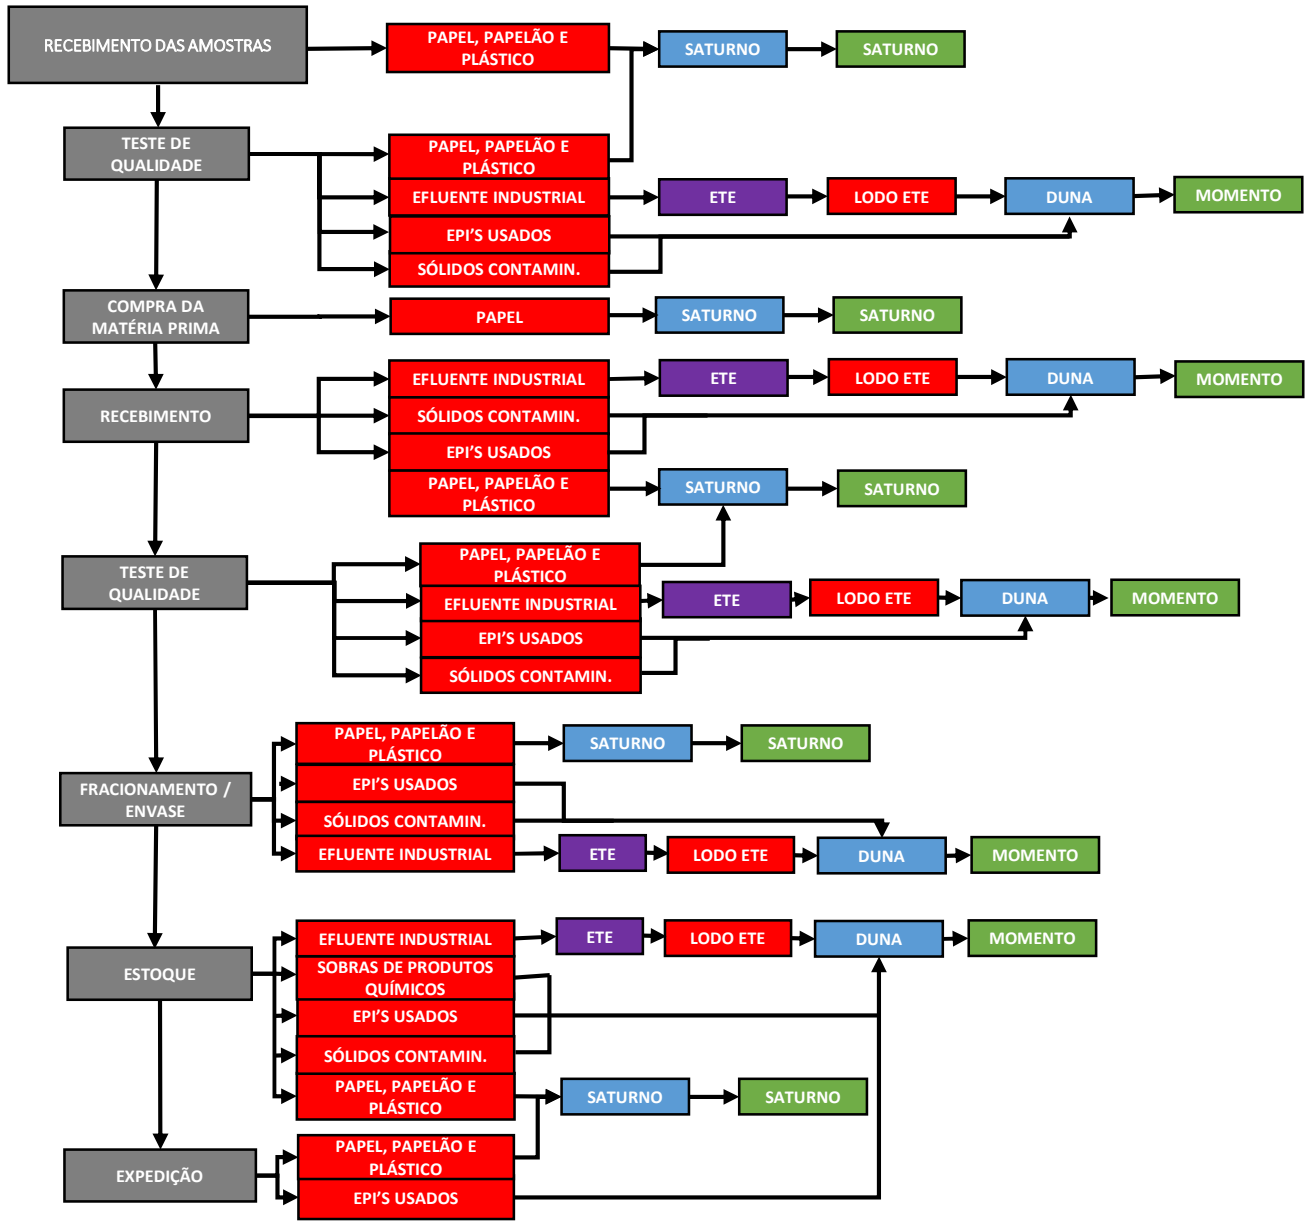 RECEBIMENTO DAS AMOSTRAS
PAPEL, PAPELÃO E
PLÁSTICO
SATURNO
SATURNO
TESTE DE
QUALIDADE
PAPEL, PAPELÃO E
PLÁSTICO
EFLUENTE INDUSTRIAL
ETE
LODO ETE
DUNA
MOMENTO
EPI'S USADOS
SÓLIDOS CONTAMIN.
COMPRA DA
MATÉRIA PRIMA
PAPEL
SATURNO
SATURNO
RECEBIMENTO
EFLUENTE INDUSTRIAL
ETE
LODO ETE
DUNA
MOMENTO
SÓLIDOS CONTAMIN.
EPI'S USADOS
PAPEL, PAPELÃO E
PLÁSTICO
SATURNO
SATURNO
TESTE DE
QUALIDADE
PAPEL, PAPELÃO E
PLÁSTICO
EFLUENTE INDUSTRIAL
ETE
LODO ETE
DUNA
MOMENTO
EPI'S USADOS
SÓLIDOS CONTAMIN.
FRACIONAMENTO /
ENVASE
PAPEL, PAPELÃO E
PLÁSTICO
SATURNO
SATURNO
EPI'S USADOS
SÓLIDOS CONTAMIN.
EFLUENTE INDUSTRIAL
ETE
LODO ETE
DUNA
MOMENTO
ESTOQUE
EFLUENTE INDUSTRIAL
ETE
LODO ETE
DUNA
MOMENTO
SOBRAS DE PRODUTOS
QUÍMICOS
EPI'S USADOS
SÓLIDOS CONTAMIN.
PAPEL, PAPELÃO E
PLÁSTICO
SATURNO
SATURNO
EXPEDIÇÃO
PAPEL, PAPELÃO E
PLÁSTICO
EPI'S USADOS